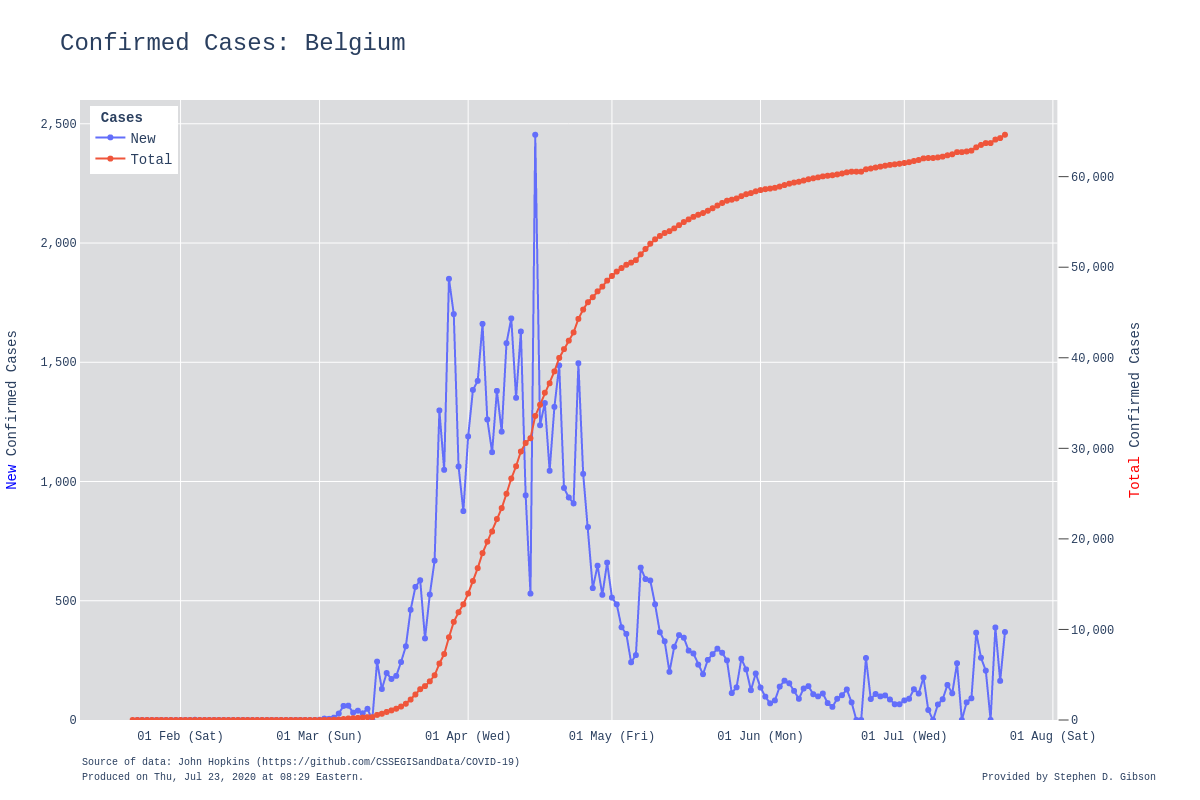 Confirmed Cases: Belgium
Cases
New
Total
2,500
2,000
1,500
1,000
500
0
60,000
50,000
40,000
30,000
20,000
10,000
0
New Confirmed Cases
Total Confirmed Cases
01 Feb (Sat)
01 Mar (Sun)
01 Apr (Wed)
01 May (Fri)
01 Jun (Mon)
01 Jul (Wed)
01 Aug (Sat)
Source of data: John Hopkins (https://github.com/CSSEGISandData/COVID-19)
Produced on Thu, Jul 23, 2020 at 08:29 Eastern.
Provided by Stephen D. Gibson